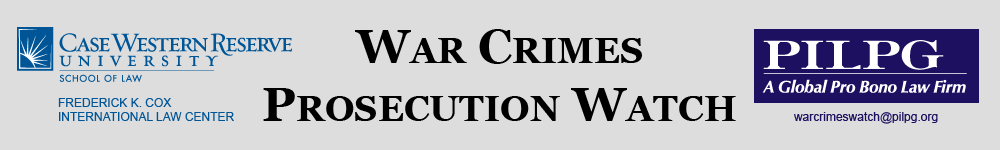 CASE WESTERN RESERVE
UNIVERSITY
SCHOOL OF LAW
FREDERICK K. COX
INTERNATIONAL LAW CENTER
WAR CRIMES
PROSECUTION WATCH
PILPG
A Global Pro Bono Law Firm
warcrimeswatch@pilpg.org